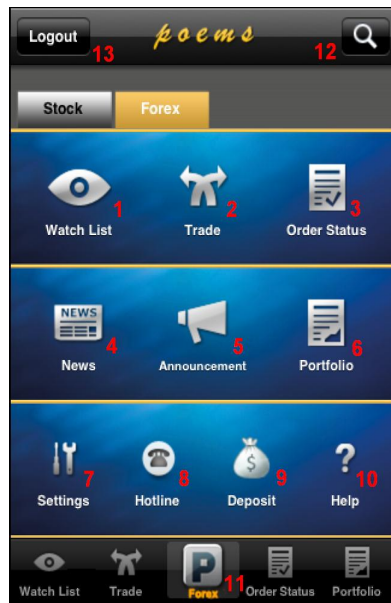 Logout 13 poems 12
Stock Forex
1 2 3
Watch List Trade Order Status
NEWS
4 5 6
News Announcement Portfolio
7 8 $ 9 ? 10
Settings Hotline Deposit Help
P 11
Watch List Trade Forex Order Status Portfolio